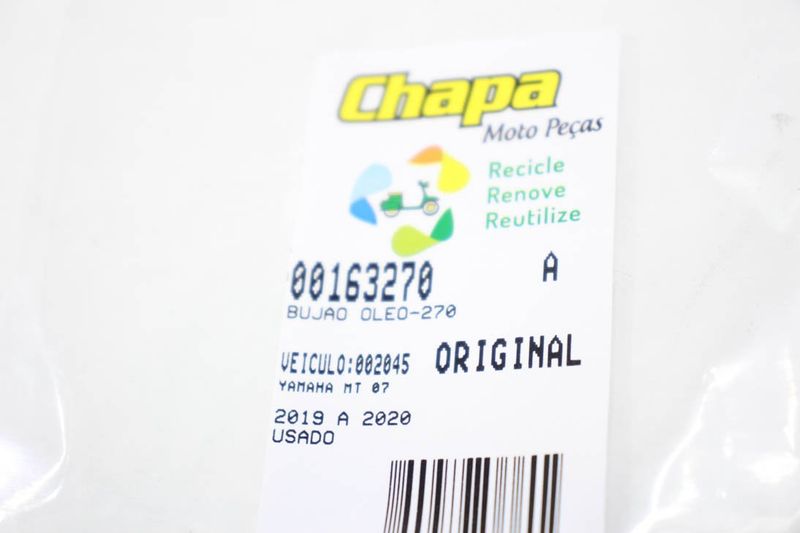 Chapa
Moto Peças
Recicle
Renove
Reutilize
00163270 A
BUJAO OLEO-270
VEICULO:002045 ORIGINAL
YAMAHA MT 07
2019 A 2020
USADO